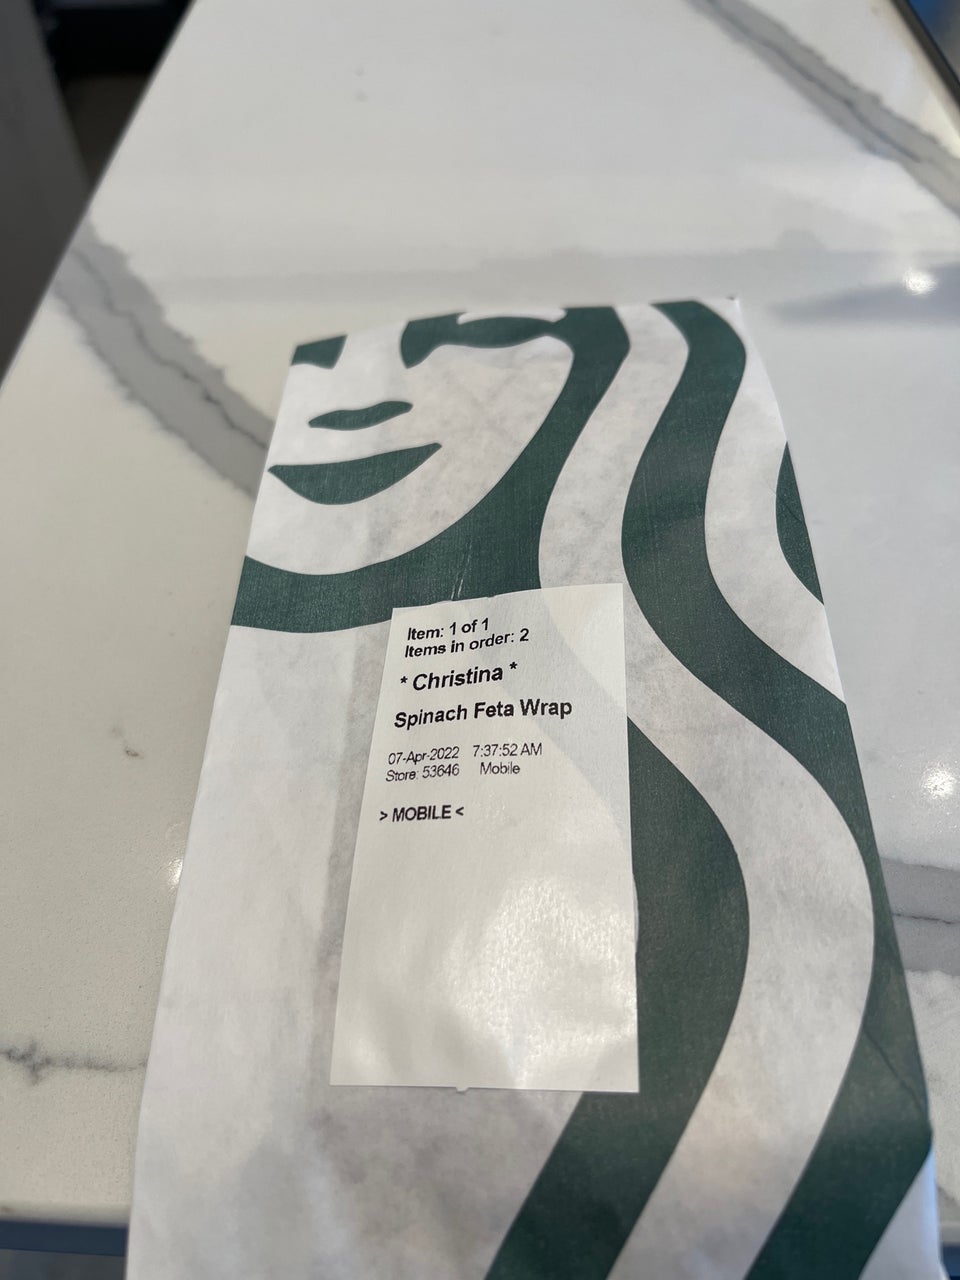 Item: 1 of 1
Items in order: 2
* Christina *
Spinach Feta Wrap
07-Apr-2022 7:37:52 AM
Store: 53646 Mobile
> MOBILE <